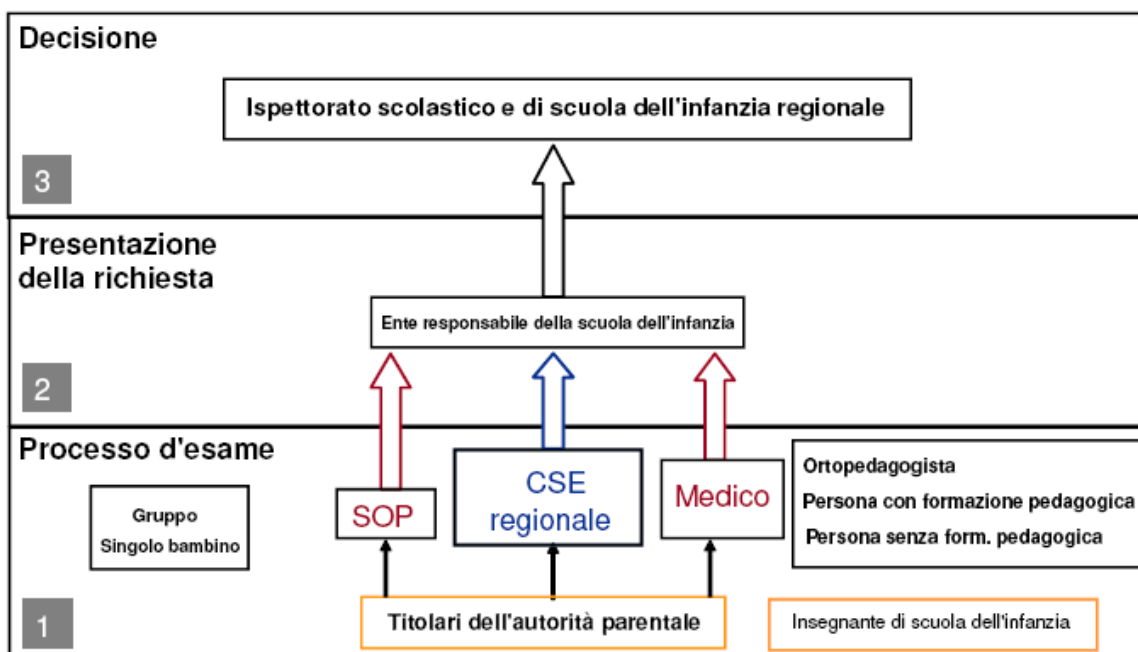 Decisione
Ispettorato scolastico e di scuola dell'infanzia regionale
3
Presentazione
della richiesta
Ente responsabile della scuola dell'infanzia
2
Processo d'esame
Gruppo
Singolo bambino
SOP
CSE
regionale
Medico
Ortopedagogista
Persona con formazione pedagogica
Persona senza form. pedagogica
1
Titolari dell'autorità parentale
Insegnante di scuola dell'infanzia